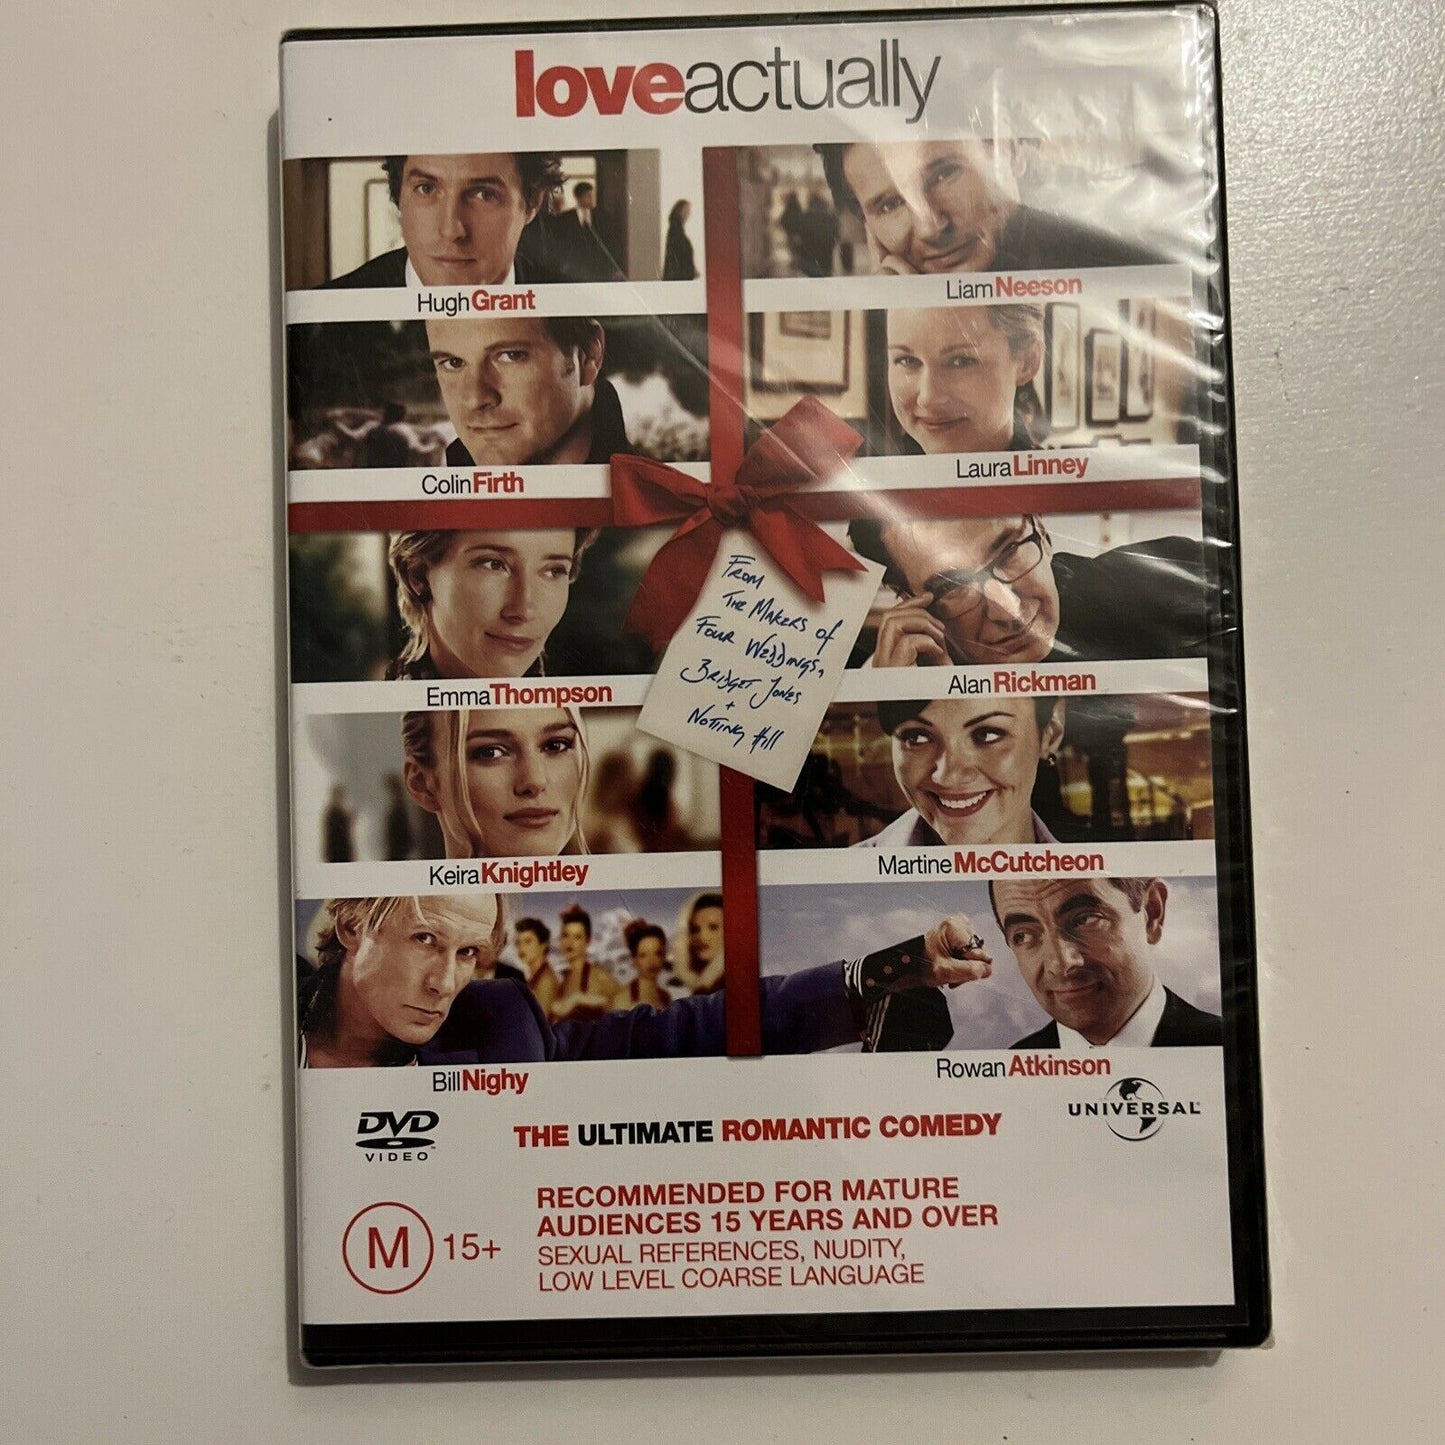 loveactually
HughGrant
LiamNeeson
ColinFirth
LauraLinney
EmmaThompson
FROM
THE MAKERS of
FOUR WEDDINGS,
BRIDGET JONES
+
NOTTING Hill
AlanRickman
KeiraKnightley
MartineMcCutcheon
BillNighy
RowanAtkinson
DVD
VIDEO
THE ULTIMATE ROMANTIC COMEDY
UNIVERSAL
M 15+
RECOMMENDED FOR MATURE
AUDIENCES 15 YEARS AND OVER
SEXUAL REFERENCES, NUDITY,
LOW LEVEL COARSE LANGUAGE